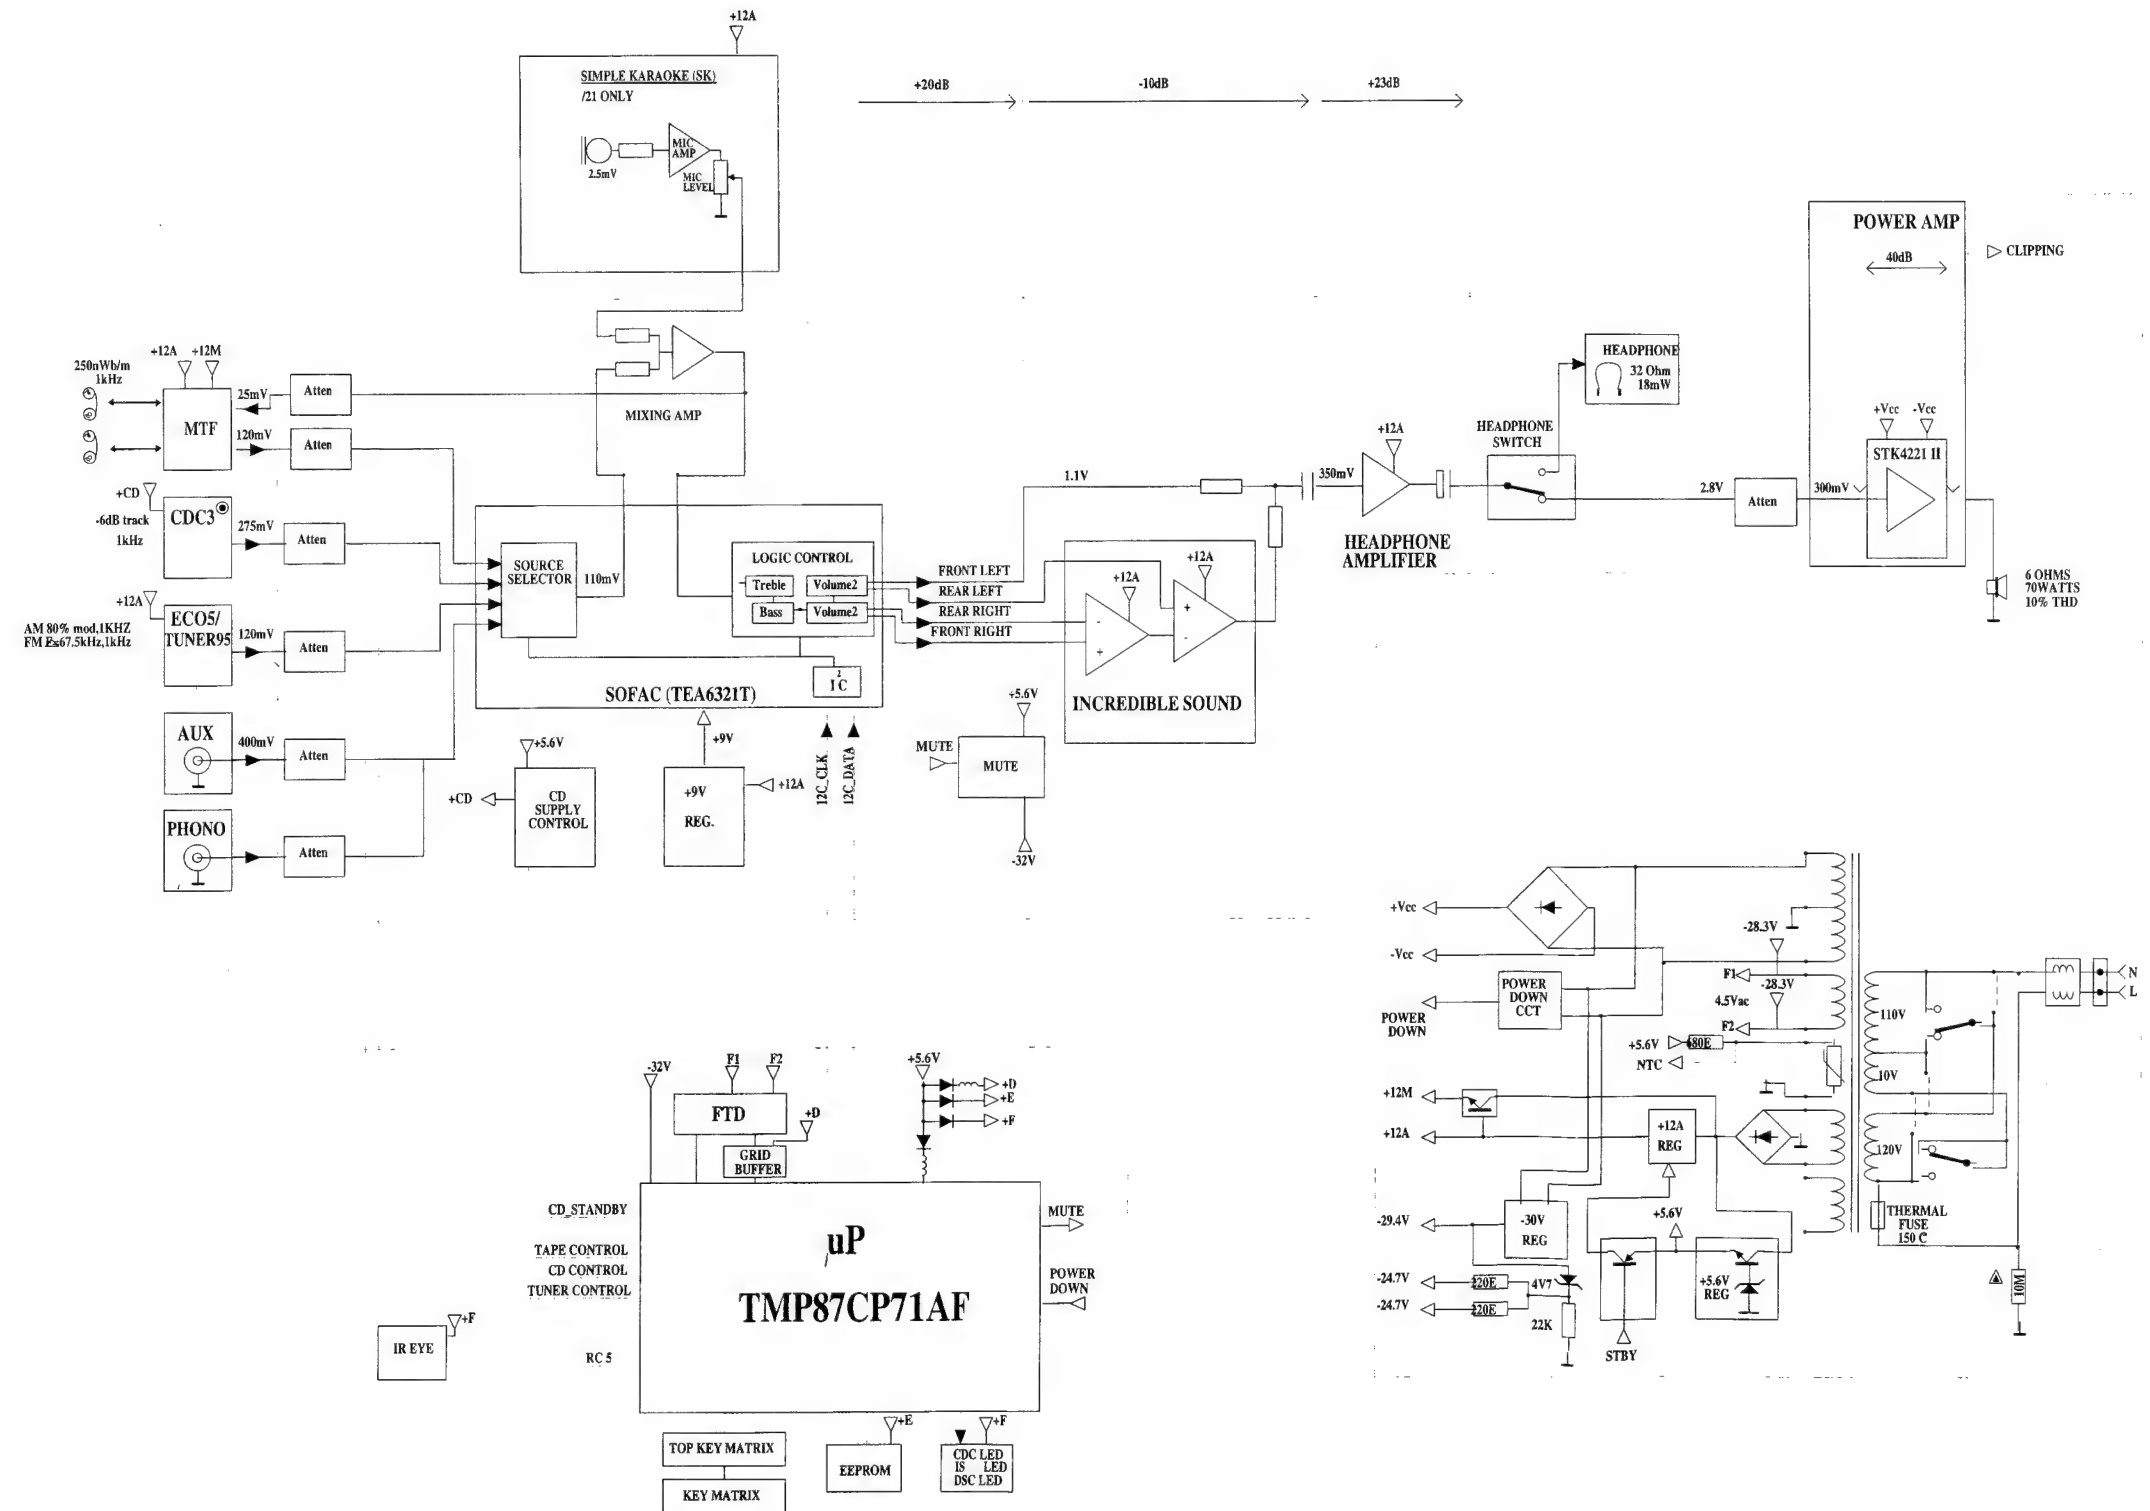 +12A
SIMPLE KARAOKE (SK)
/21 ONLY
MIC
AMP
2.5mV
MIC
LEVEL
+20dB
-10dB
+23dB
POWER AMP
40dB
CLIPPING
+Vcc
-Vcc
STK4221 II
300mV
6 OHMS
70WATTS
10% THD
250nWb/m
1kHz
+12A
+12M
MTF
25mV
Atten
120mV
Atten
MIXING AMP
+CD
-6dB track
1kHz
CDC3
275mV
Atten
+12A
AM 80% mod,1KHZ
FM E=67.5kHz,1kHz
ECO5/
TUNER95
120mV
Atten
AUX
400mV
Atten
PHONO
Atten
SOURCE
SELECTOR
110mV
LOGIC CONTROL
Treble
Volume2
Bass
Volume2
2
I C
SOFAC (TEA6321T)
FRONT LEFT
REAR LEFT
REAR RIGHT
FRONT RIGHT
1.1V
+12A
+12A
-
+
+
-
INCREDIBLE SOUND
350mV
+12A
HEADPHONE
AMPLIFIER
HEADPHONE
SWITCH
HEADPHONE
32 Ohm
18mW
2.8V
Atten
+5.6V
+CD
CD
SUPPLY
CONTROL
+9V
+9V
REG.
+12A
12C_CLK
12C_DATA
+5.6V
MUTE
MUTE
-32V
+Vcc
-Vcc
POWER
DOWN
CCT
POWER
DOWN
-28.3V
F1
-28.3V
4.5Vac
F2
+5.6V
680E
NTC
+12M
+12A
+12A
REG
-29.4V
-30V
REG
+5.6V
+5.6V
REG
-24.7V
220E
4V7
-24.7V
220E
22K
STBY
110V
10V
120V
THERMAL
FUSE
150 C
10M
N
L
-32V
F1
F2
FTD
+D
GRID
BUFFER
+5.6V
+D
+E
+F
CD_STANDBY
TAPE CONTROL
CD CONTROL
TUNER CONTROL
RC 5
uP
TMP87CP71AF
MUTE
POWER
DOWN
+F
IR EYE
TOP KEY MATRIX
KEY MATRIX
+E
EEPROM
+F
CDC LED
IS LED
DSC LED